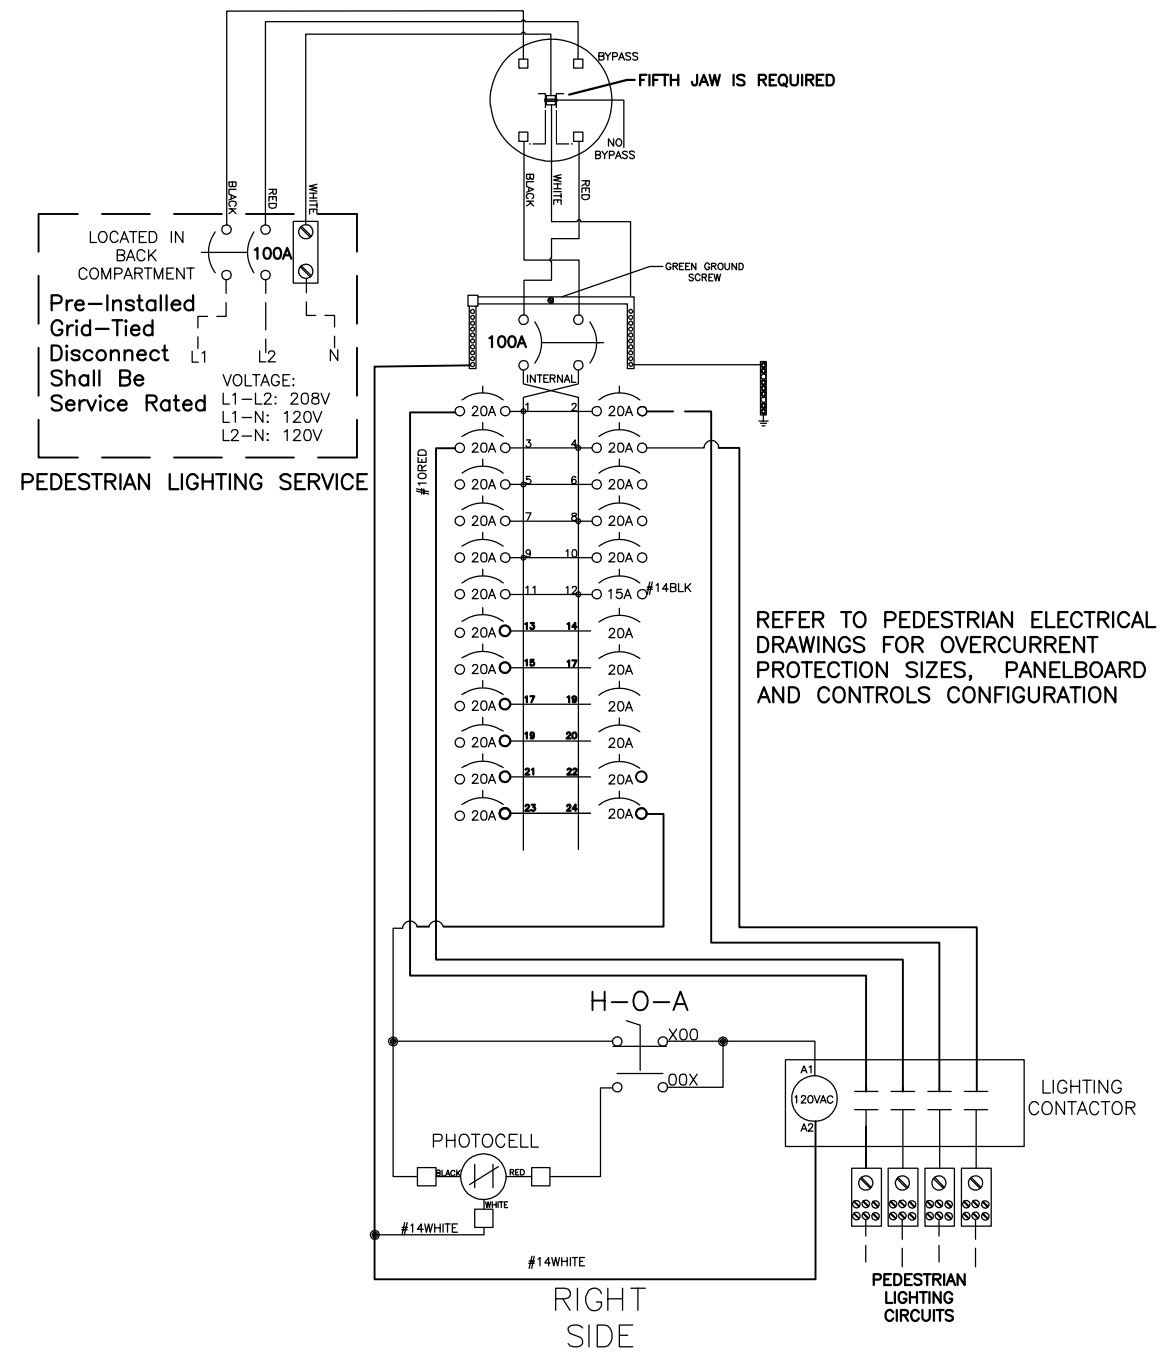 BYPASS
FIFTH JAW IS REQUIRED
NO
BYPASS
BLACK
RED
WHITE
BLACK
WHITE
RED
LOCATED IN
BACK
COMPARTMENT
100A
Pre-Installed
Grid-Tied
Disconnect
Shall Be
Service Rated
L1
L2
N
VOLTAGE:
L1-L2: 208V
L1-N: 120V
L2-N: 120V
PEDESTRIAN LIGHTING SERVICE
GREEN GROUND
SCREW
100A
INTERNAL
20A 1 2 20A
20A 3 4 20A
#10RED
20A 5 6 20A
20A 7 8 20A
20A 9 10 20A
20A 11 12 15A #14BLK
20A 13 14 20A
20A 15 17 20A
20A 17 19 20A
20A 19 20 20A
20A 21 22 20A
20A 23 24 20A
REFER TO PEDESTRIAN ELECTRICAL
DRAWINGS FOR OVERCURRENT
PROTECTION SIZES, PANELBOARD
AND CONTROLS CONFIGURATION
H-O-A
XOO
OOX
A1
120VAC
A2
LIGHTING
CONTACTOR
PHOTOCELL
BLACK
RED
WHITE
#14WHITE
#14WHITE
PEDESTRIAN
LIGHTING
CIRCUITS
RIGHT
SIDE